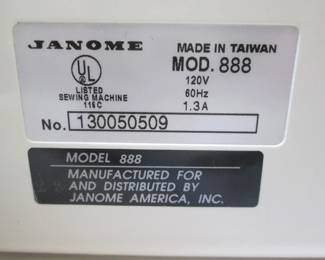 JANOME
MADE IN TAIWAN
MOD. 888
UL
LISTED
SEWING MACHINE
116C
120V
60Hz
1.3A
No. 130050509
MODEL 888
MANUFACTURED FOR
AND DISTRIBUTED BY
JANOME AMERICA, INC.